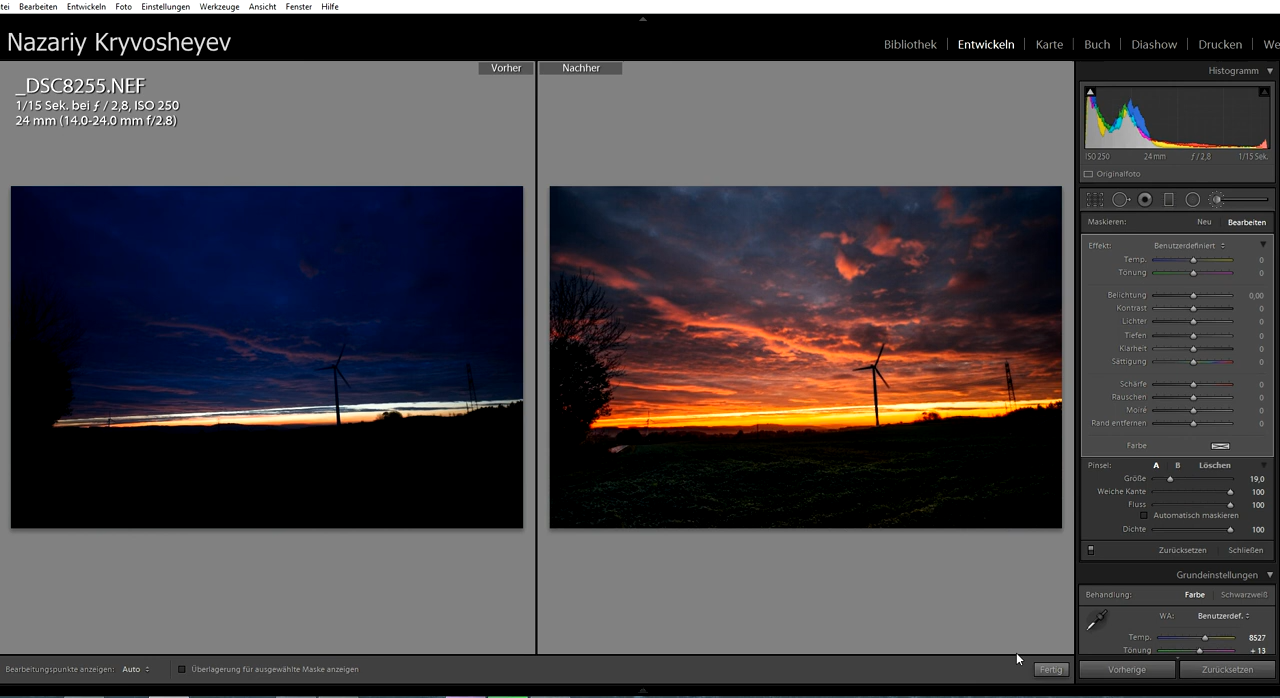 tei Bearbeiten Entwickeln Foto Einstellungen Werkzeuge Ansicht Fenster Hilfe
Nazariy Kryvosheyev
Bibliothek | Entwickeln | Karte | Buch | Diashow | Drucken | We
Vorher
Nachher
_DSC8255.NEF
1/15 Sek. bei ƒ / 2,8, ISO 250
24 mm (14.0-24.0 mm f/2.8)
Histogramm
ISO 250 24 mm ƒ / 2,8 1/15 Sek.
Originalfoto
Maskieren: Neu Bearbeiten
Effekt: Benutzerdefiniert
Temp. 0
Tönung 0
Belichtung 0,00
Kontrast 0
Lichter 0
Tiefen 0
Klarheit 0
Sättigung 0
Schärfe 0
Rauschen 0
Moiré 0
Rand entfernen 0
Farbe
Pinsel: A B Löschen
Größe 19,0
Weiche Kante 100
Fluss 100
Automatisch maskieren
Dichte 100
Zurücksetzen Schließen
Grundeinstellungen
Behandlung: Farbe | Schwarzweiß
WA: Benutzerdef.
Temp. 8527
Tönung + 13
Bearbeitungspunkte anzeigen: Auto Überlagerung für ausgewählte Maske anzeigen Fertig
Vorherige Zurücksetzen